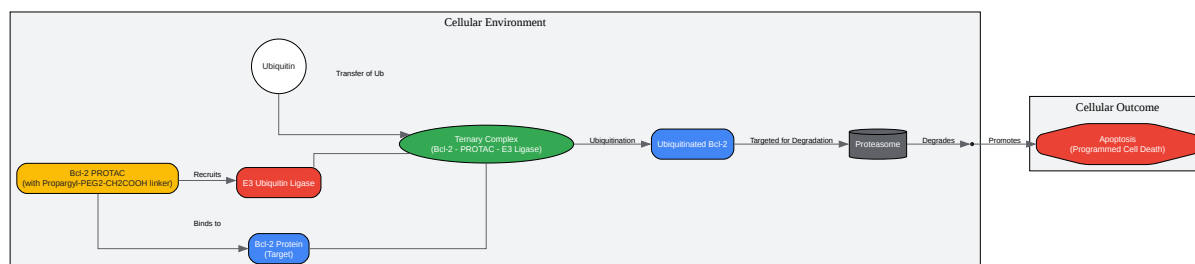 Cellular Environment
Ubiquitin
Transfer of Ub
Cellular Outcome
Ternary Complex
(Bcl-2 - PROTAC - E3 Ligase)
Ubiquitination
Ubiquitinated Bcl-2
Targeted for Degradation
Proteasome
Degrades
Promotes
Apoptosis
(Programmed Cell Death)
Bcl-2 PROTAC
(with Propargyl-PEG2-CH2COOH linker)
Recruits
E3 Ubiquitin Ligase
Binds to
Bcl-2 Protein
(Target)